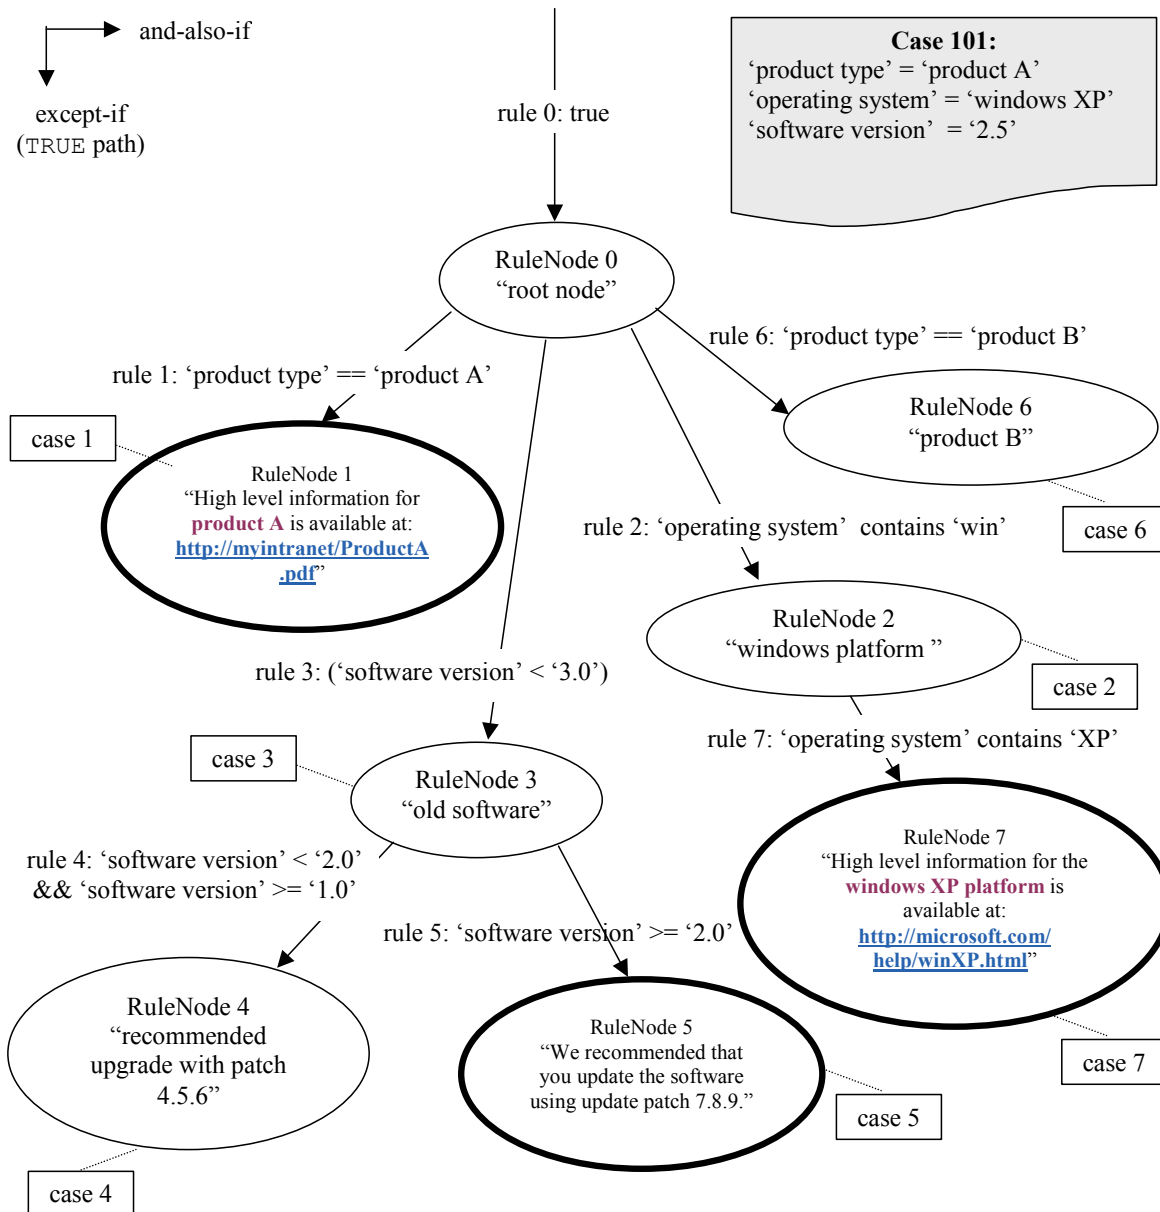 and-also-if
except-if
(TRUE path)
rule 0: true
Case 101:
‘product type’ = ‘product A’
‘operating system’ = ‘windows XP’
‘software version’ = ‘2.5’
RuleNode 0
“root node”
rule 6: ‘product type’ == ‘product B’
rule 1: ‘product type’ == ‘product A’
RuleNode 6
“product B”
case 1
RuleNode 1
“High level information for
product A is available at:
http://myintranet/ProductA
.pdf”
rule 2: ‘operating system’ contains ‘win’
case 6
RuleNode 2
“windows platform ”
rule 3: (‘software version’ < ‘3.0’)
case 2
rule 7: ‘operating system’ contains ‘XP’
case 3
RuleNode 3
“old software”
RuleNode 7
“High level information for the
windows XP platform is
available at:
http://microsoft.com/
help/winXP.html”
rule 4: ‘software version’ < ‘2.0’
&& ‘software version’ >= ‘1.0’
rule 5: ‘software version’ >= ‘2.0’
RuleNode 4
“recommended
upgrade with patch
4.5.6”
RuleNode 5
“We recommended that
you update the software
using update patch 7.8.9.”
case 7
case 5
case 4